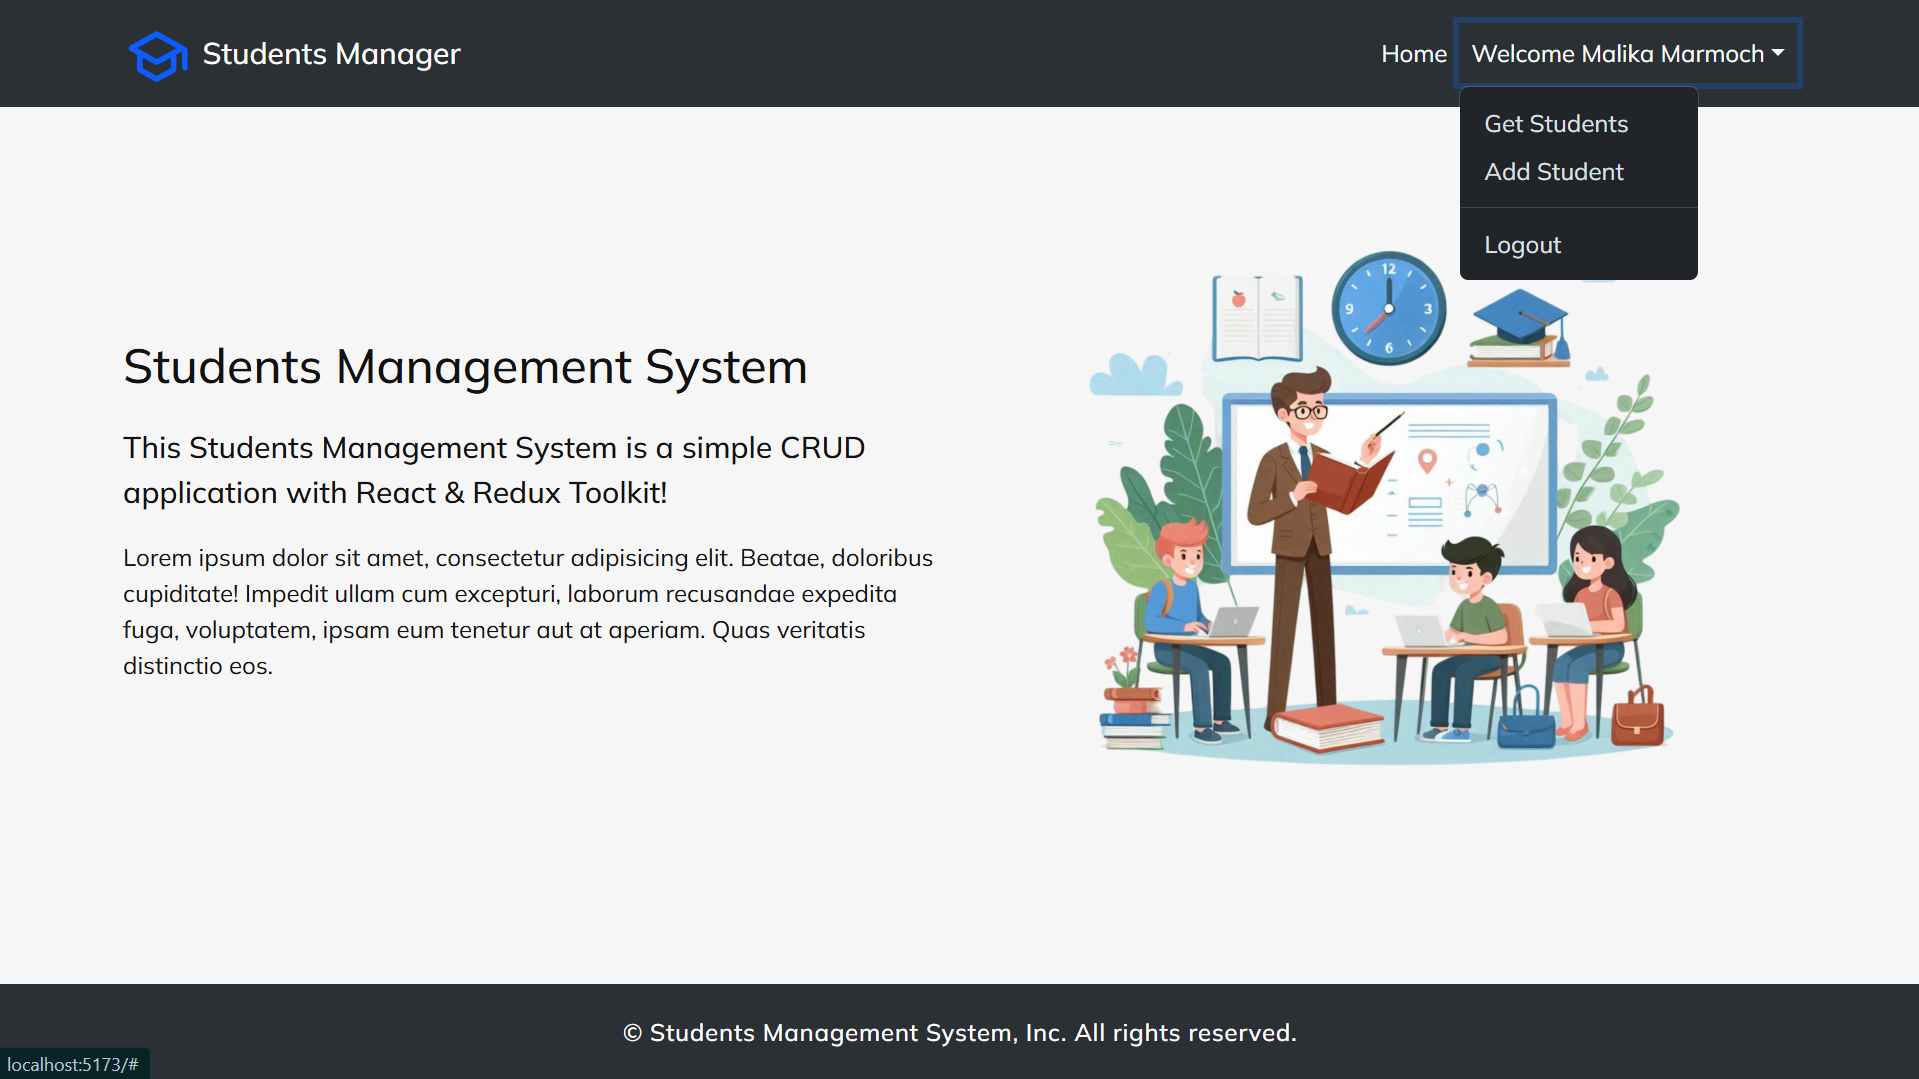 Students Manager
Home
Welcome Malika Marmoch
Get Students
Add Student
Logout
12
3
6
9
Students Management System
This Students Management System is a simple CRUD
application with React & Redux Toolkit!
Lorem ipsum dolor sit amet, consectetur adipisicing elit. Beatae, doloribus
cupiditate! Impedit ullam cum excepturi, laborum recusandae expedita
fuga, voluptatem, ipsam eum tenetur aut at aperiam. Quas veritatis
distinctio eos.
© Students Management System, Inc. All rights reserved.
localhost:5173/#